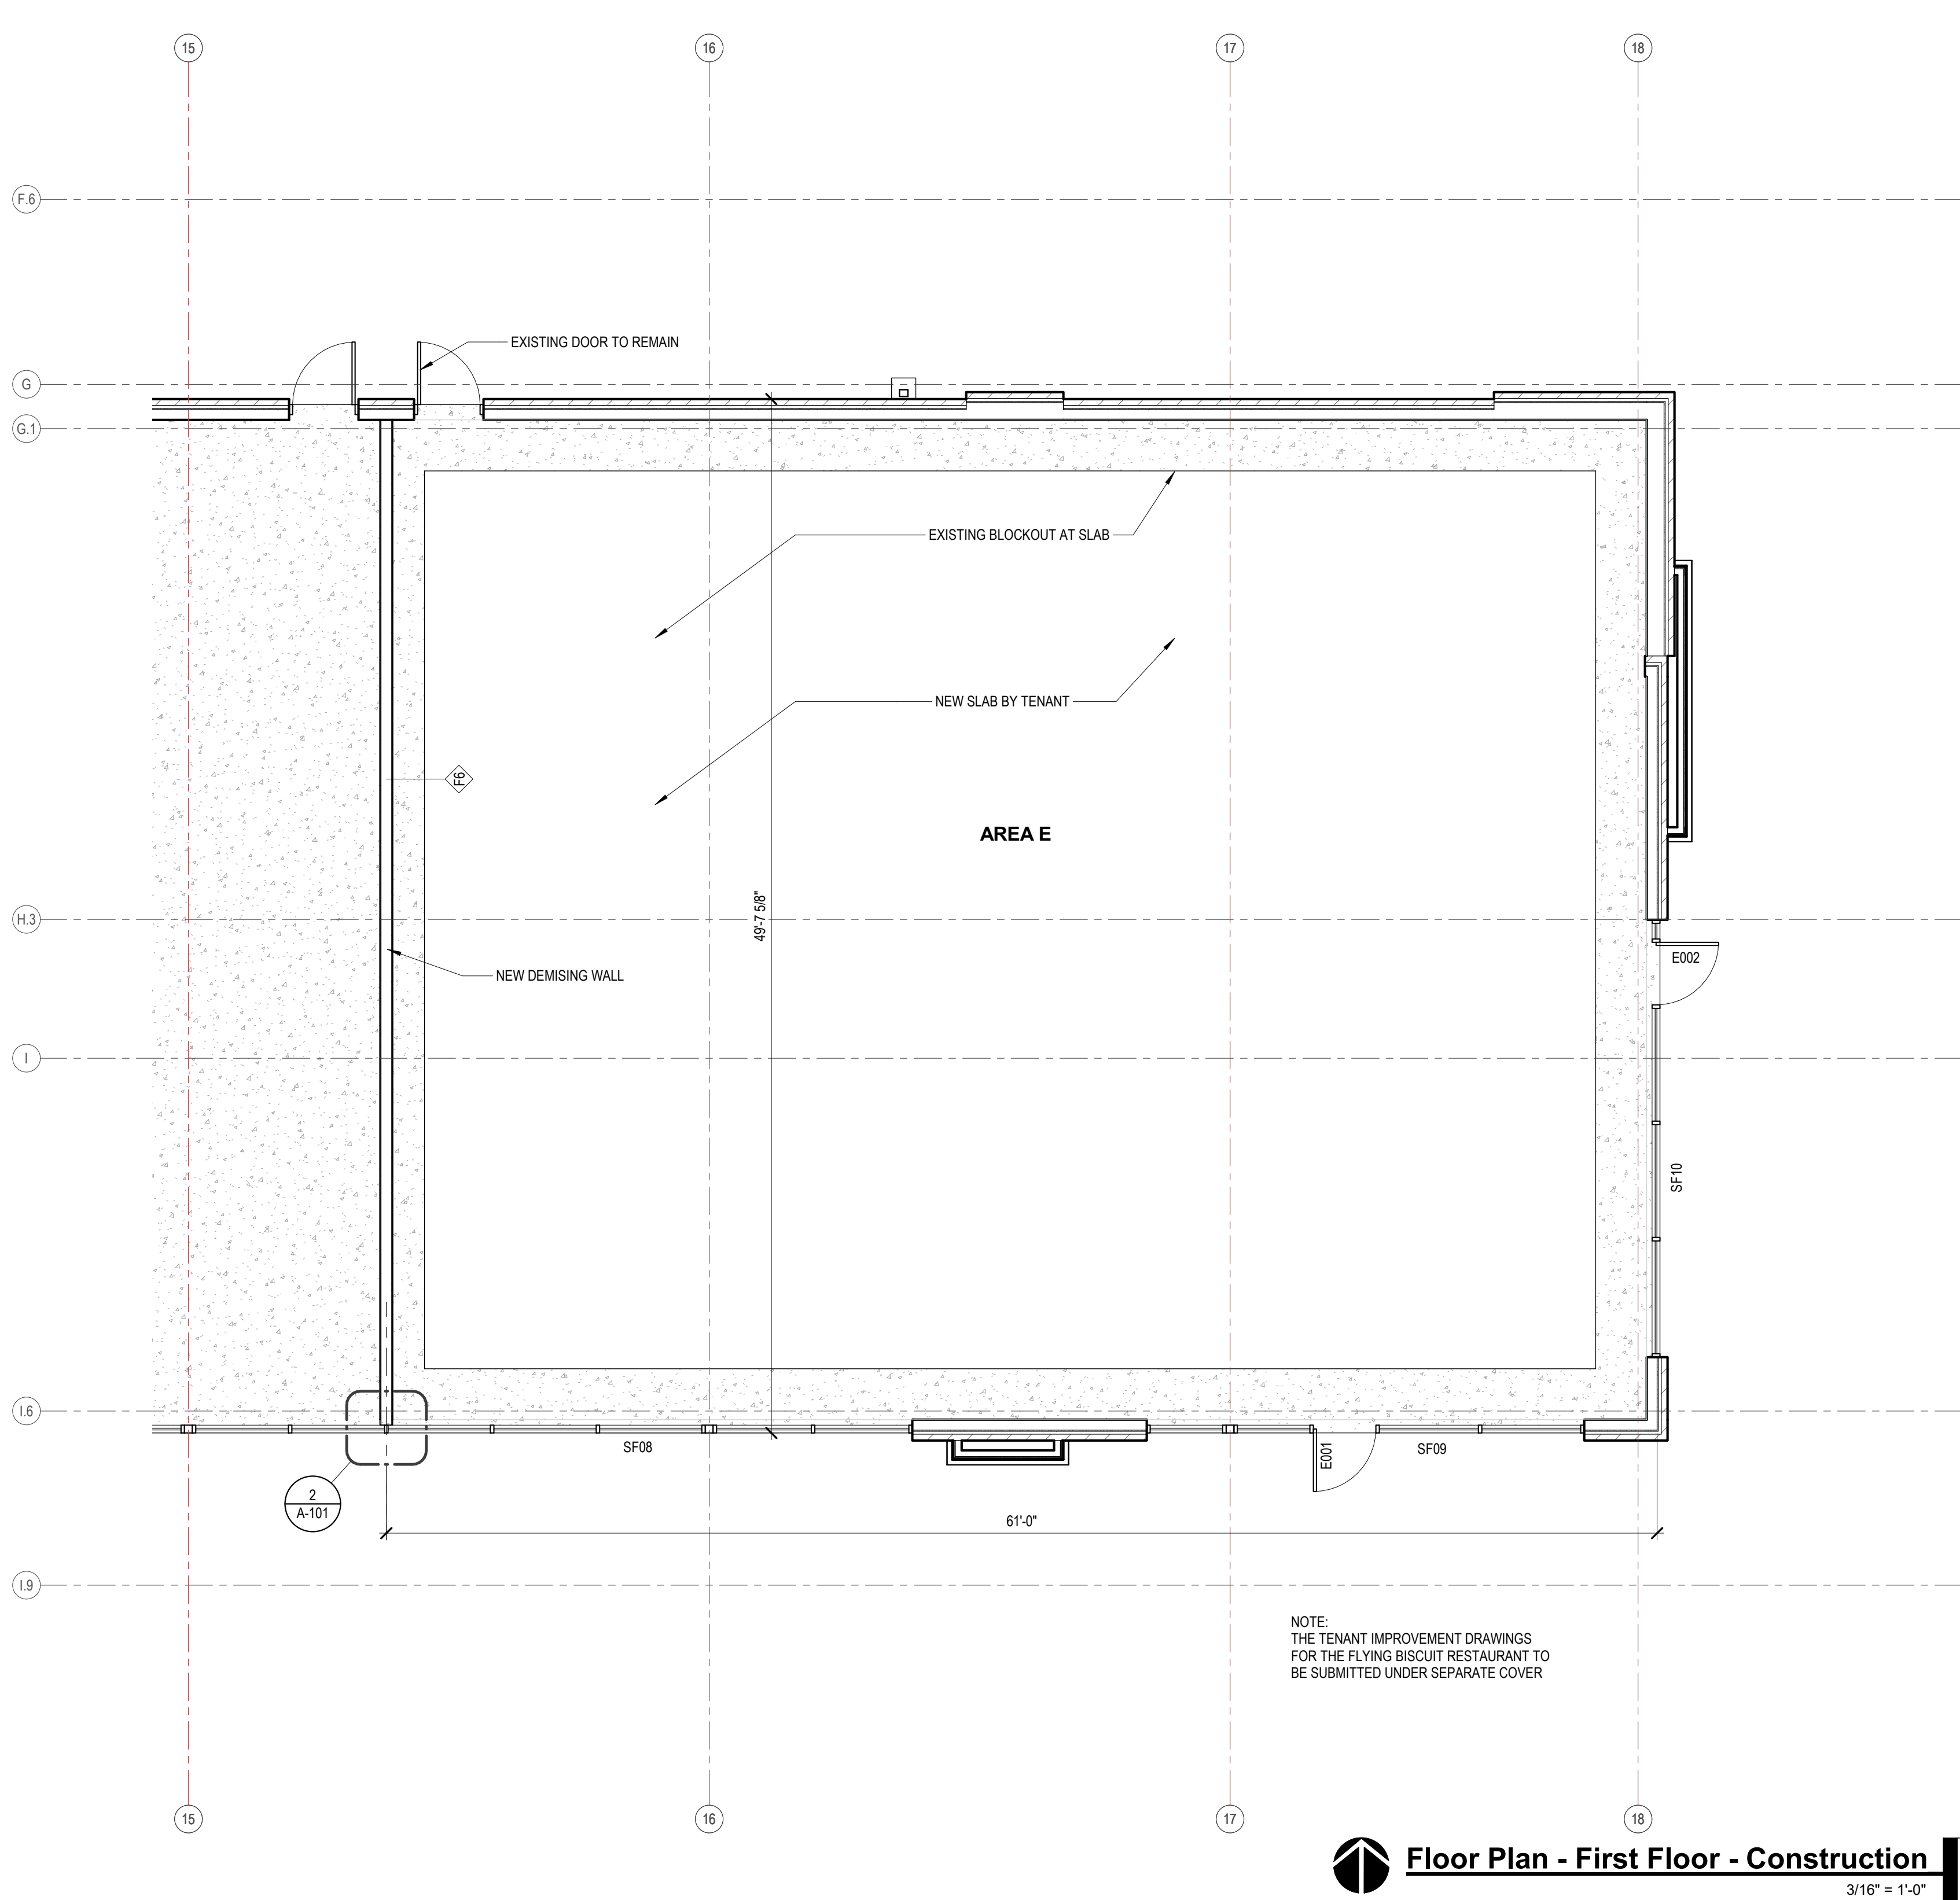 15
16
17
18
F.6
EXISTING DOOR TO REMAIN
G
G.1
EXISTING BLOCKOUT AT SLAB
NEW SLAB BY TENANT
F6
AREA E
49'-7 5/8"
H.3
E002
NEW DEMISING WALL
I
SF10
I.6
SF08
E001
SF09
2
A-101
61'-0"
I.9
NOTE:
THE TENANT IMPROVEMENT DRAWINGS
FOR THE FLYING BISCUIT RESTAURANT TO
BE SUBMITTED UNDER SEPARATE COVER
15
16
17
18
Floor Plan - First Floor - Construction
3/16" = 1'-0"